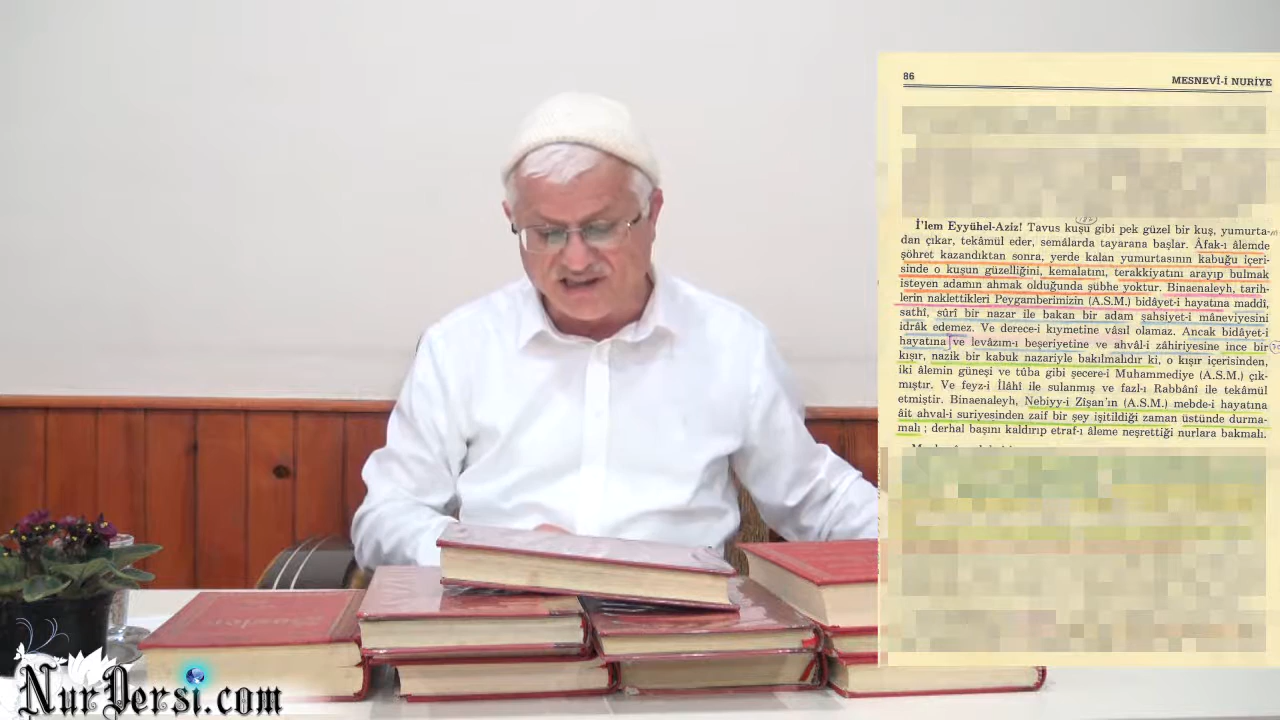 86
MESNEVÎ-İ NURİYE
İ'lem Eyyühel-Aziz! Tavus kuşu gibi pek güzel bir kuş, yumurta-
dan çıkar, tekâmül eder, semâlarda tayarana başlar. Âfak-ı âlemde
şöhret kazandıktan sonra, yerde kalan yumurtasının kabuğu içeri-
sinde o kuşun güzelliğini, kemalatını, terakkiyatını arayıp bulmak
isteyen adamın ahmak olduğunda şübhe yoktur. Binaenaleyh, tarih-
lerin naklettikleri Peygamberimizin (A.S.M.) bidâyet-i hayatına maddî,
sathî, sûrî bir nazar ile bakan bir adam şahsiyet-i mâneviyesini
idrâk edemez. Ve derece-i kıymetine vâsıl olamaz. Ancak bidâyet-i
hayatına ve levâzım-ı beşeriyetine ve ahvâl-i zâhiriyesine ince bir
kışır, nazik bir kabuk nazariyle bakılmalıdır ki, o kışır içerisinden,
iki âlemin güneşi ve tûba gibi şecere-i Muhammediye (A.S.M.) çık-
mıştır. Ve feyz-i İlâhî ile sulanmış ve fazl-ı Rabbânî ile tekâmül
etmiştir. Binaenaleyh, Nebiyy-i Zîşan'ın (A.S.M.) mebde-i hayatına
âit ahval-i suriyesinden zaif bir şey işitildiği zaman üstünde durma-
malı ; derhal başını kaldırıp etraf-ı âleme neşrettiği nurlara bakmalı.
Sözler
NurDersi.com